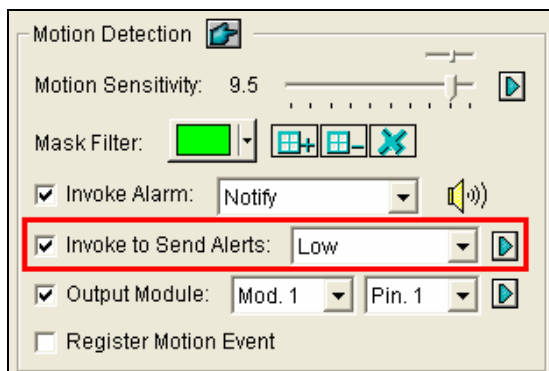 Motion Detection
Motion Sensitivity: 9.5
Mask Filter:
Invoke Alarm: Notify
Invoke to Send Alerts: Low
Output Module: Mod. 1 Pin. 1
Register Motion Event